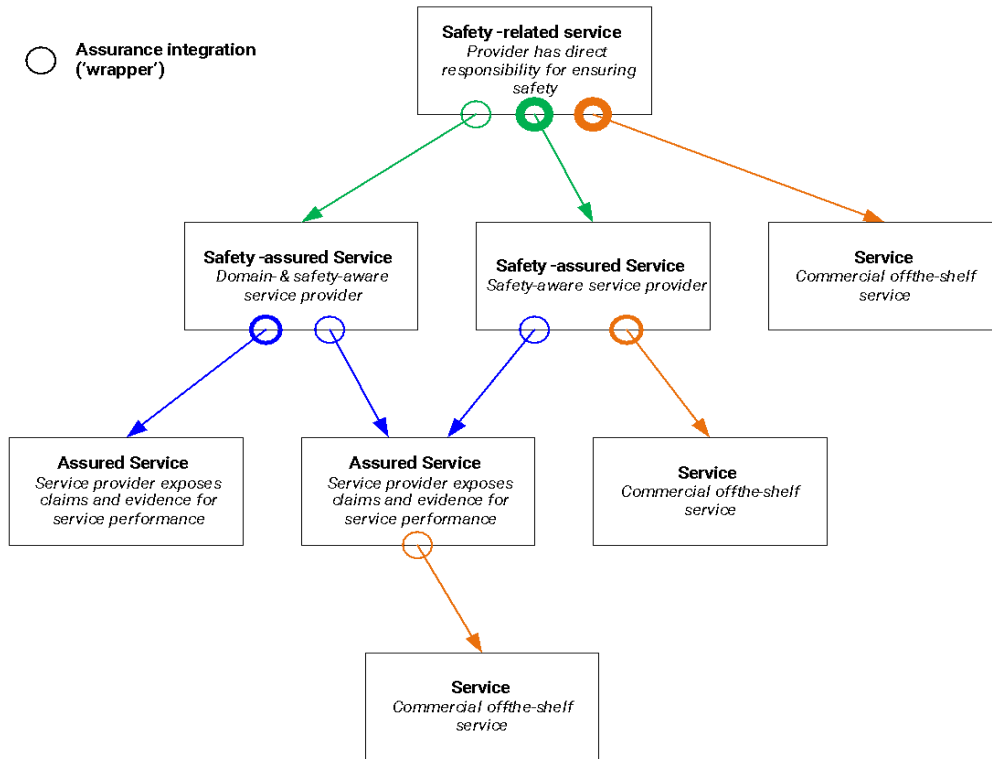 Assurance integration
('wrapper')
Safety -related service
Provider has direct
responsibility for ensuring
safety
Safety -assured Service
Domain- & safety-aware
service provider
Safety -assured Service
Safety-aware service provider
Service
Commercial offthe-shelf
service
Assured Service
Service provider exposes
claims and evidence for
service performance
Assured Service
Service provider exposes
claims and evidence for
service performance
Service
Commercial offthe-shelf
service
Service
Commercial offthe-shelf
service